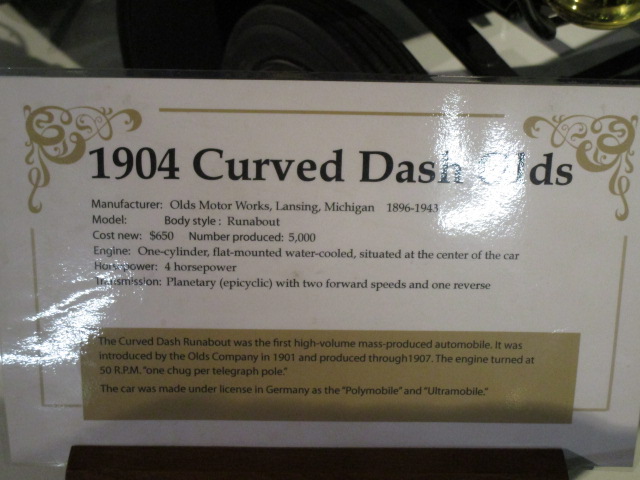 1904 Curved Dash Olds
Manufacturer: Olds Motor Works, Lansing, Michigan 1896-1943
Model: Body style : Runabout
Cost new: $650 Number produced: 5,000
Engine: One-cylinder, flat-mounted water-cooled, situated at the center of the car
Horsepower: 4 horsepower
Transmission: Planetary (epicyclic) with two forward speeds and one reverse
The Curved Dash Runabout was the first high-volume mass-produced automobile. It was
introduced by the Olds Company in 1901 and produced through1907. The engine turned at
50 R.P.M. "one chug per telegraph pole."
The car was made under license in Germany as the "Polymobile" and "Ultramobile."